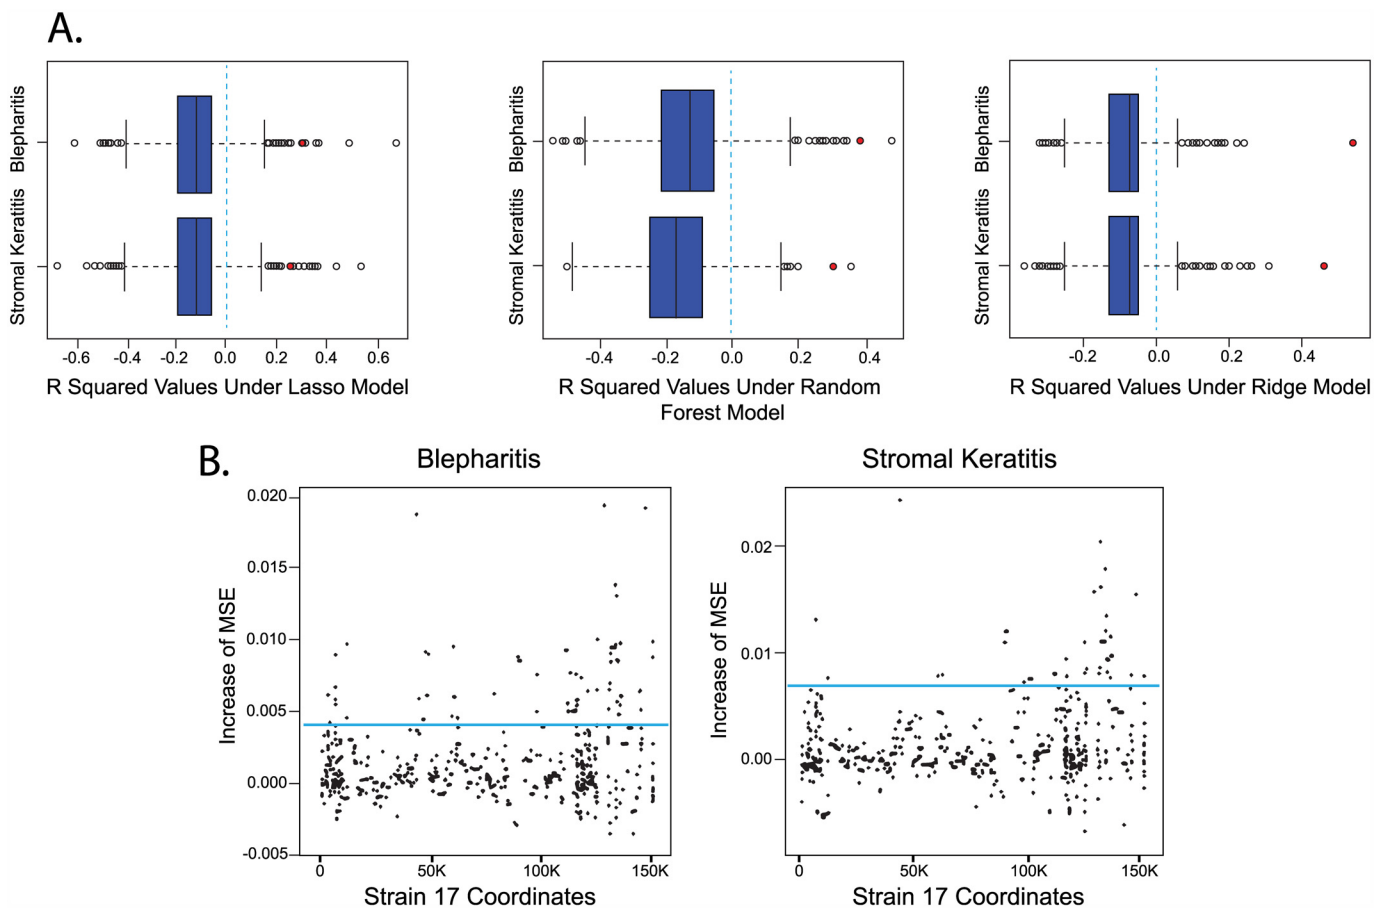 A.
Blepharitis
Stromal Keratitis
-0.6 -0.4 -0.2 0.0 0.2 0.4 0.6
R Squared Values Under Lasso Model
Blepharitis
Stromal Keratitis
-0.4 -0.2 0.0 0.2 0.4
R Squared Values Under Random
Forest Model
Blepharitis
Stromal Keratitis
-0.2 0.0 0.2 0.4
R Squared Values Under Ridge Model
B.
Blepharitis
Increase of MSE
0.020
0.015
0.010
0.005
0.000
-0.005
0 50K 100K 150K
Strain 17 Coordinates
Stromal Keratitis
Increase of MSE
0.02
0.01
0.00
0 50K 100K 150K
Strain 17 Coordinates